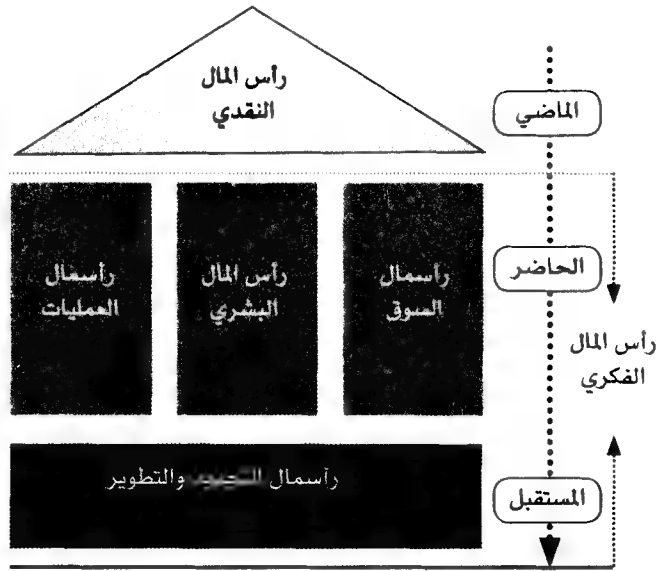 رأس المال
النقدي
الماضي
رأسمال
السوق
رأس المال
البشري
رأسمال
العمليات
الحاضر
رأس المال
الفكري
رأسمال والتطوير
المستقبل